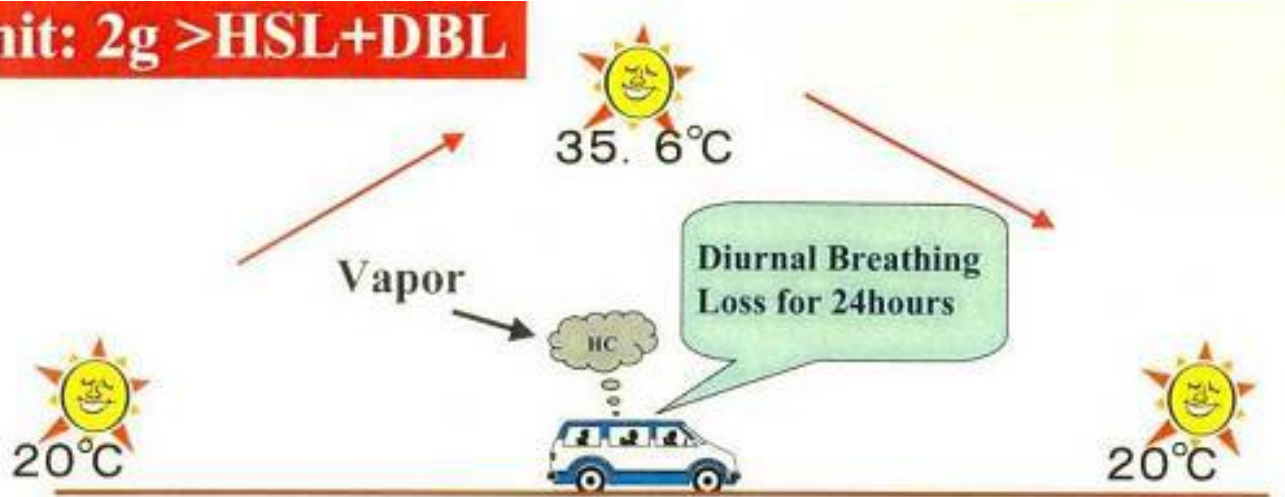 nit: 2g >HSL+DBL
35. 6°C
Vapor
Diurnal Breathing
Loss for 24hours
HC
20°C
20°C